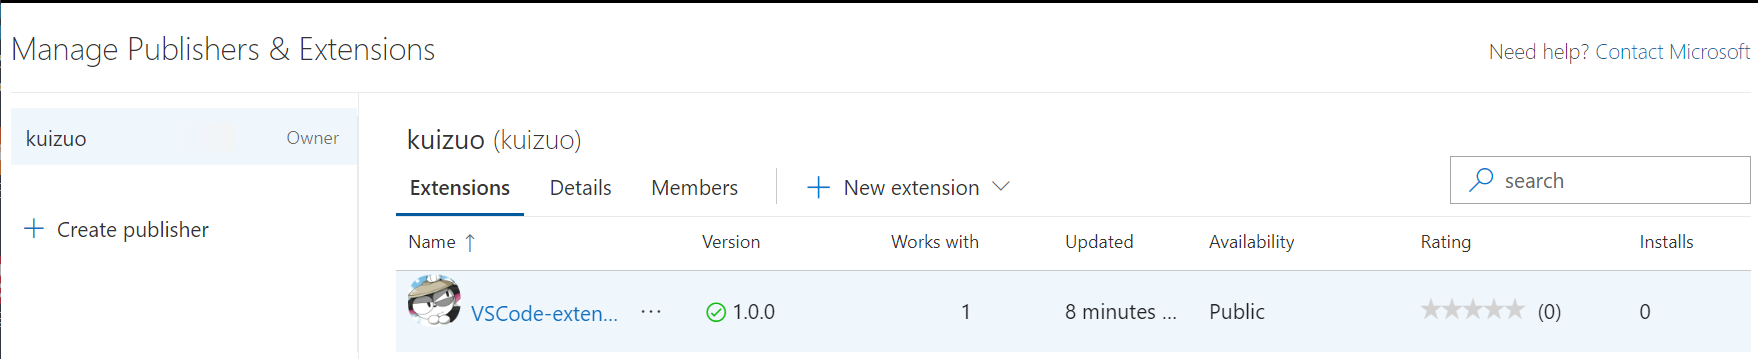 Manage Publishers & Extensions
Need help? Contact Microsoft
kuizuo Owner
+ Create publisher
kuizuo (kuizuo)
Extensions Details Members + New extension
search
Name ↑ Version Works with Updated Availability Rating Installs
VSCode-exten... ... 1.0.0 1 8 minutes ... Public (0) 0